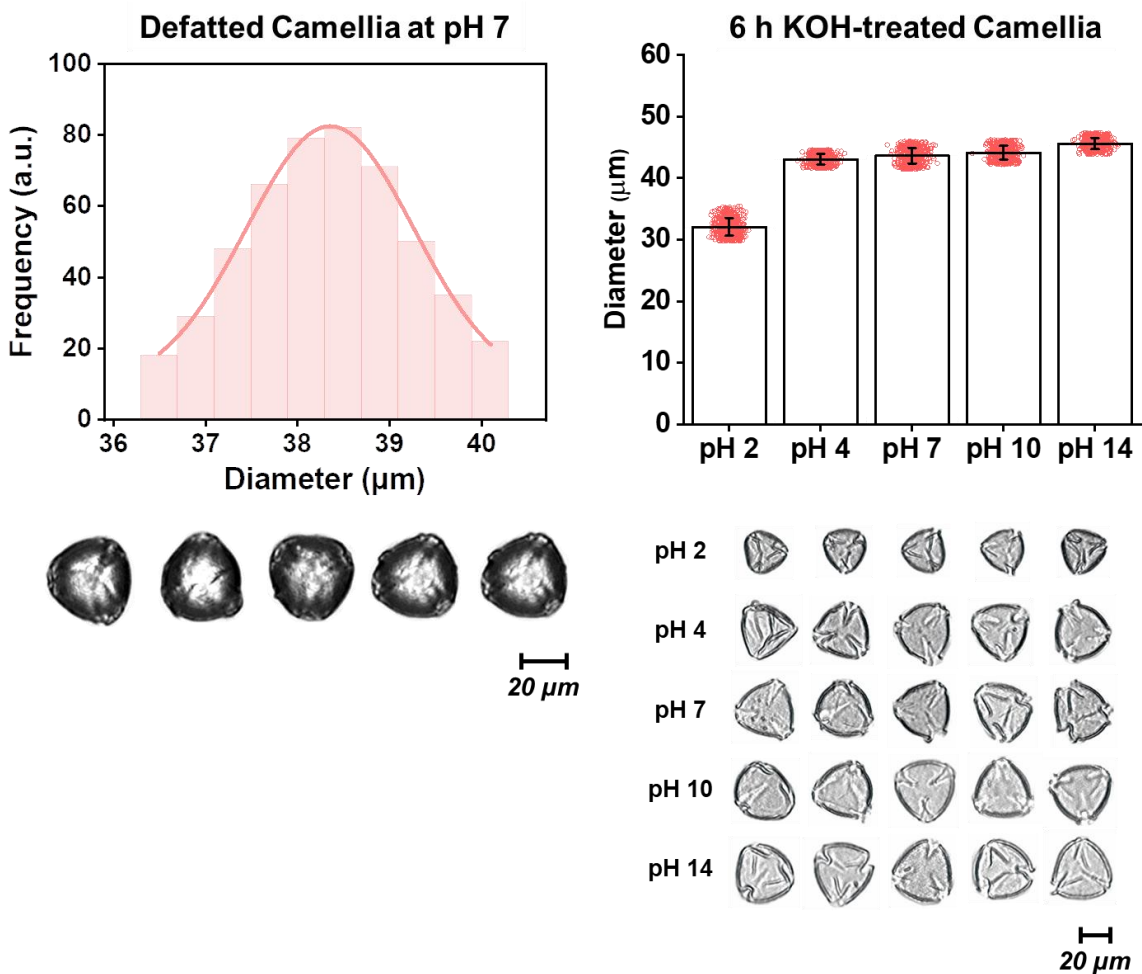 Defatted Camellia at pH 7
100
80
60
40
20
0
Frequency (a.u.)
36 37 38 39 40
Diameter (µm)
20 µm
6 h KOH-treated Camellia
60
50
40
30
20
10
0
Diameter (µm)
pH 2 pH 4 pH 7 pH 10 pH 14
pH 2
pH 4
pH 7
pH 10
pH 14
20 µm